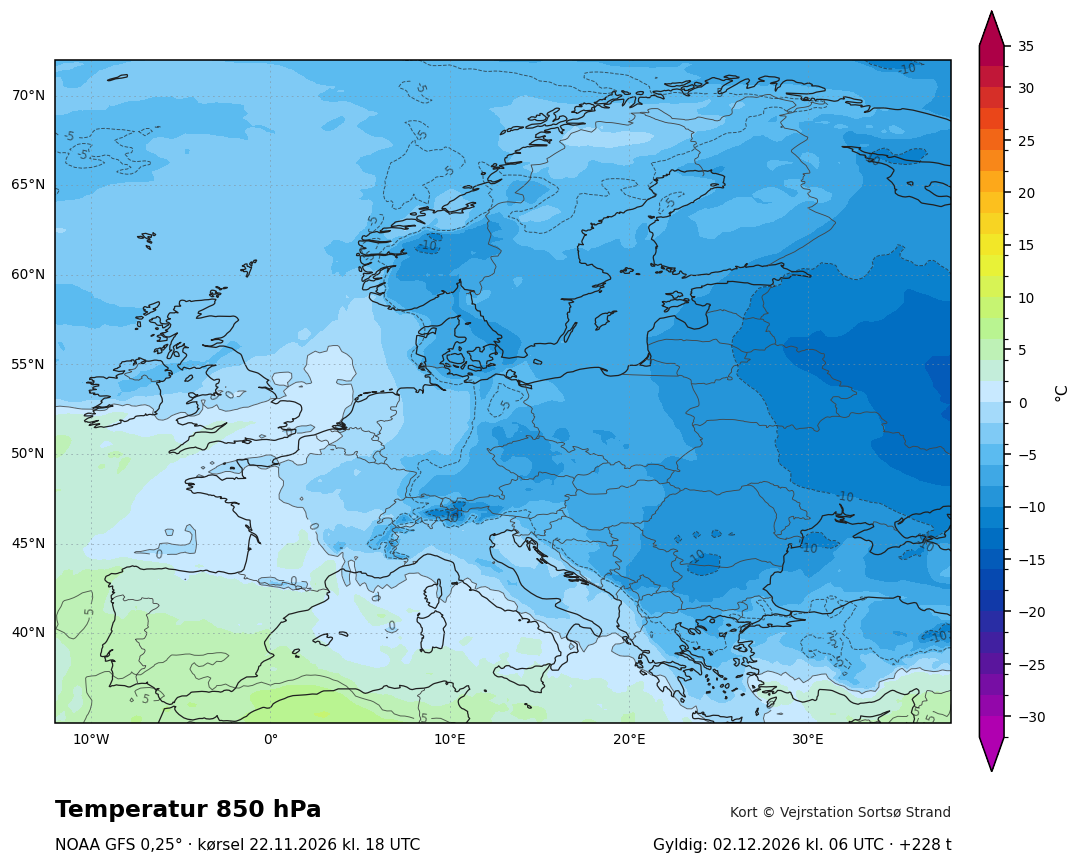 35
30
25
20
15
10
5
0
−5
−10
−15
−20
−25
−30
°C
70°N
65°N
60°N
55°N
50°N
45°N
40°N
10°W
0°
10°E
20°E
30°E
Temperatur 850 hPa
Kort © Vejrstation Sortsø Strand
NOAA GFS 0,25° · kørsel 22.11.2026 kl. 18 UTC
Gyldig: 02.12.2026 kl. 06 UTC · +228 t